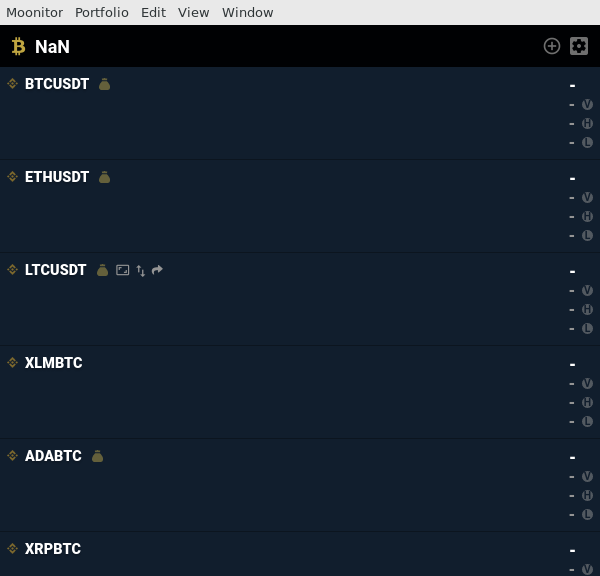 Moonitor Portfolio Edit View Window
NaN
BTCUSDT -
- V
- H
- L
ETHUSDT -
- V
- H
- L
LTCUSDT -
- V
- H
- L
XLMBTC -
- V
- H
- L
ADABTC -
- V
- H
- L
XRPBTC -
- V